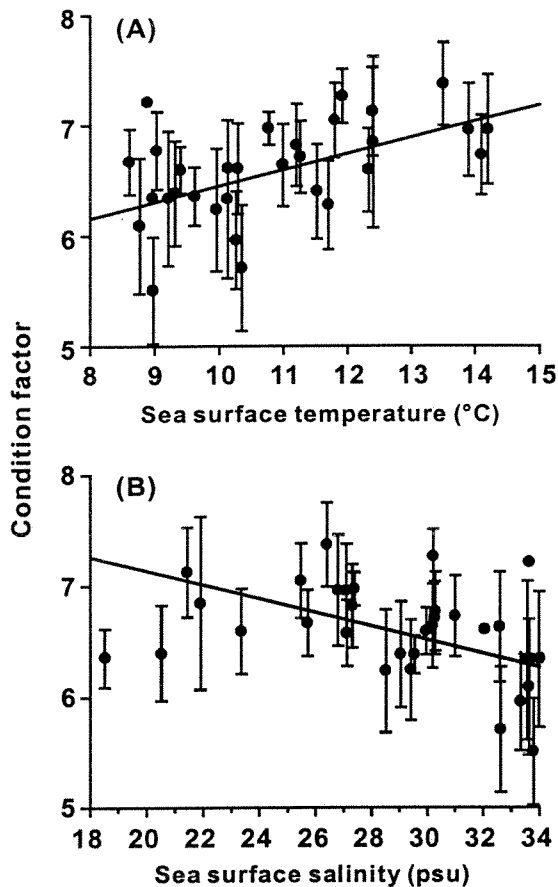 (A)
8
7
6
5
8 9 10 11 12 13 14 15
Sea surface temperature (°C)
Condition factor
(B)
8
7
6
5
18 20 22 24 26 28 30 32 34
Sea surface salinity (psu)